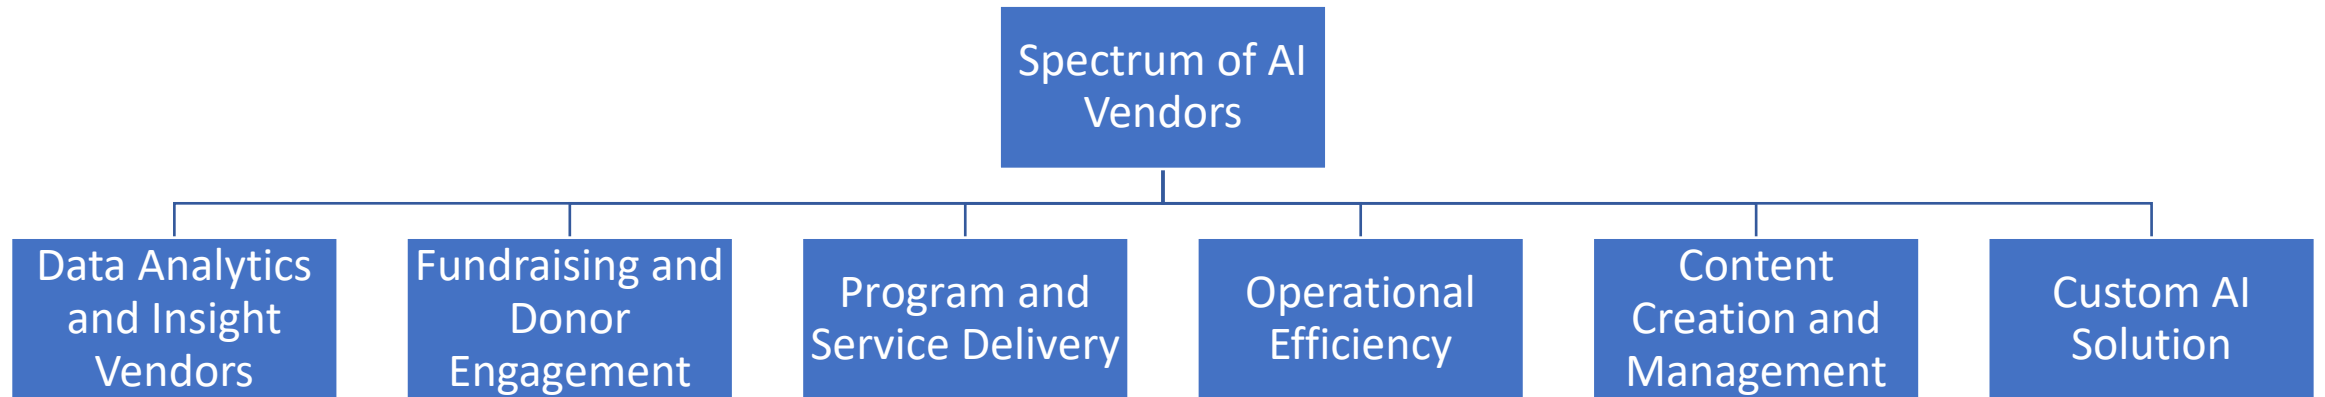 Spectrum of AI
Vendors
Data Analytics
and Insight
Vendors
Fundraising and
Donor
Engagement
Program and
Service Delivery
Operational
Efficiency
Content
Creation and
Management
Custom AI
Solution